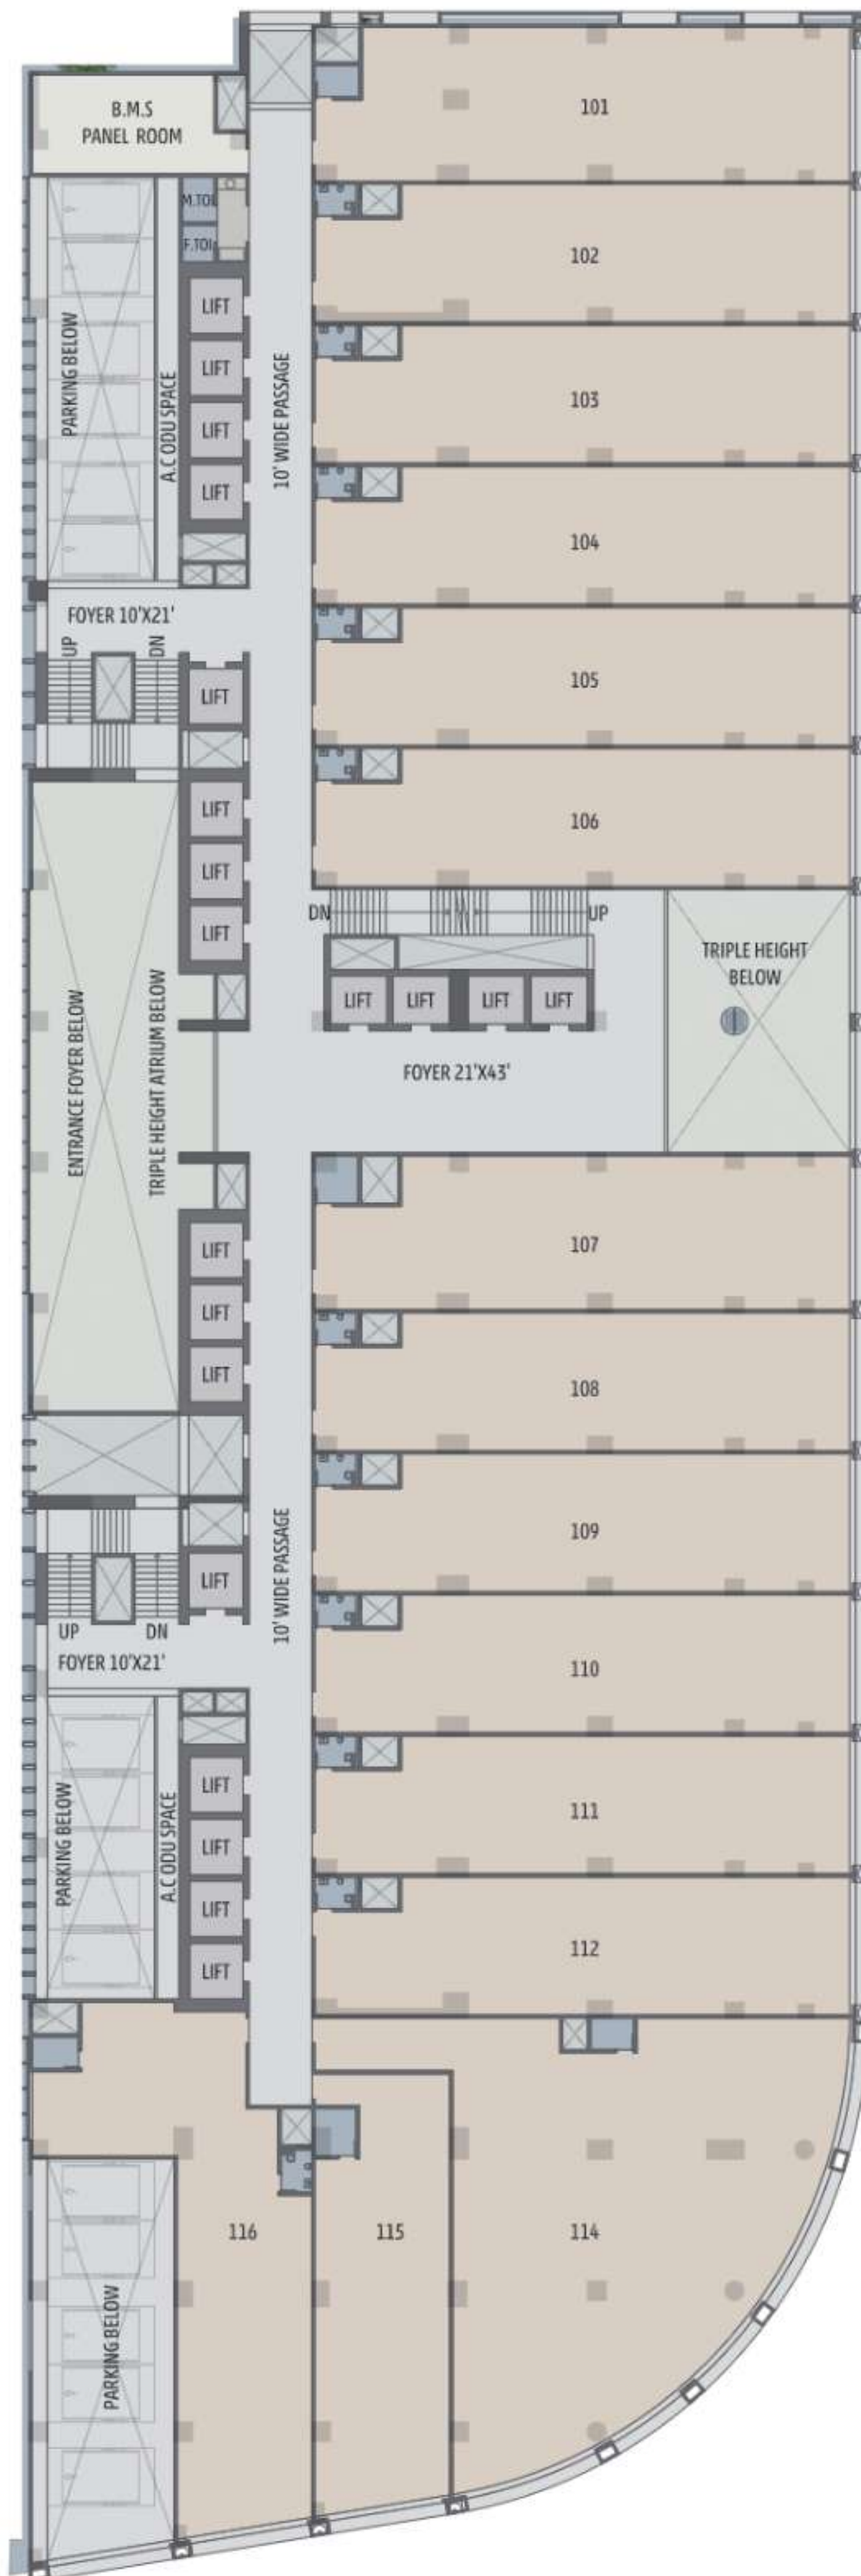 B.M.S
PANEL ROOM
101
M.TOI
F.TOI
102
LIFT
LIFT
LIFT
LIFT
PARKING BELOW
A.C ODU SPACE
10' WIDE PASSAGE
103
104
FOYER 10'X21'
UP
DN
LIFT
105
LIFT
LIFT
LIFT
106
DN
UP
TRIPLE HEIGHT
BELOW
LIFT
LIFT
LIFT
LIFT
ENTRANCE FOYER BELOW
TRIPLE HEIGHT ATRIUM BELOW
FOYER 21'X43'
107
LIFT
LIFT
LIFT
108
109
10' WIDE PASSAGE
LIFT
UP
DN
FOYER 10'X21'
110
LIFT
LIFT
LIFT
LIFT
PARKING BELOW
A.C ODU SPACE
111
112
116
115
114
PARKING BELOW